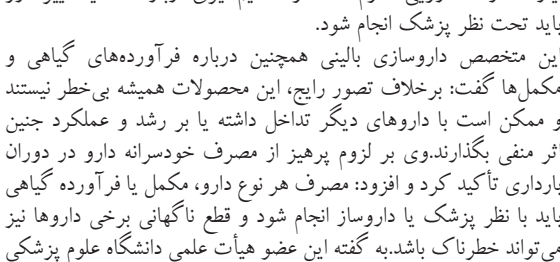 باید تحت نظر پزشک انجام شود.
این متخصص داروسازی بالینی همچنین درباره فرآورده‌های گیاهی و
مکمل‌ها گفت: برخلاف تصور رایج، این محصولات همیشه بی‌خطر نیستند
و ممکن است با داروهای دیگر تداخل داشته یا بر رشد و عملکرد جنین
اثر منفی بگذارند.وی بر لزوم پرهیز از مصرف خودسرانه دارو در دوران
بارداری تأکید کرد و افزود: مصرف هر نوع دارو، مکمل یا فرآورده گیاهی
باید با نظر پزشک یا داروساز انجام شود و قطع ناگهانی برخی داروها نیز
می‌تواند خطرناک باشد.به گفته این عضو هیأت علمی دانشگاه علوم پزشکی